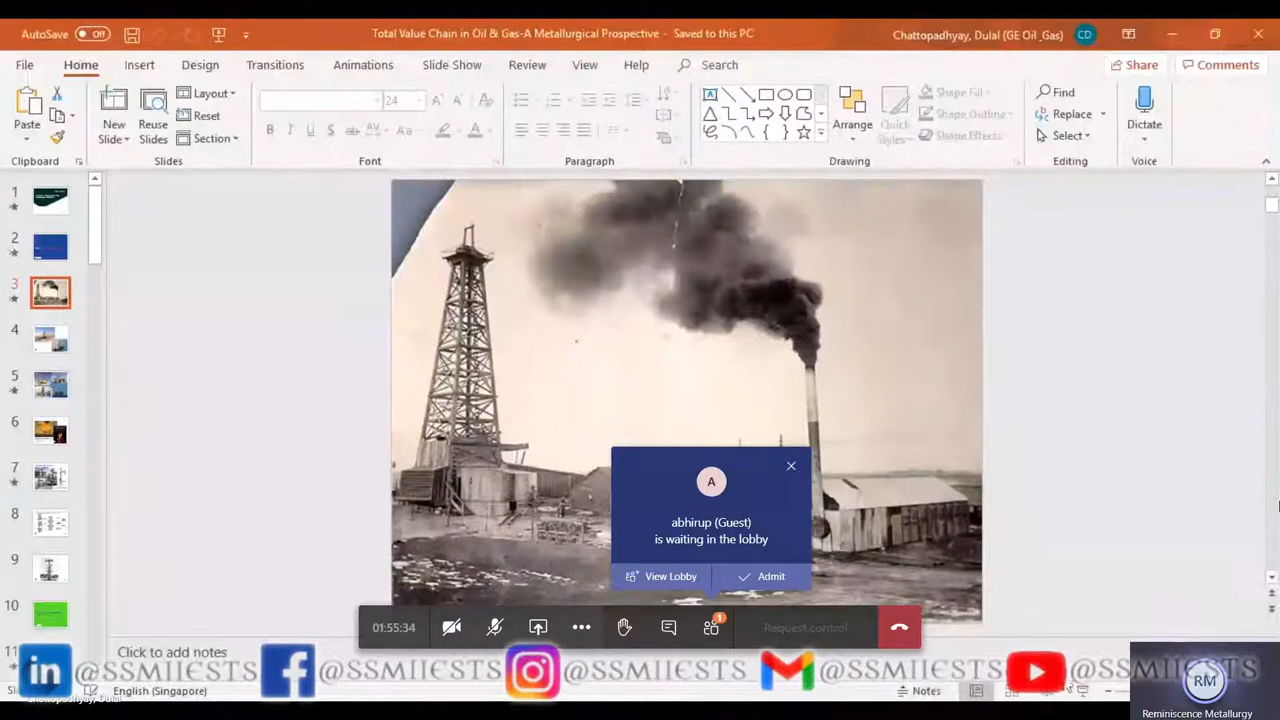 AutoSave Off Total Value Chain in Oil & Gas-A Metallurgical Prospective - Saved to this PC Chattopadhyay, Dulal (GE Oil_Gas) CD
File Home Insert Design Transitions Animations Slide Show Review View Help Search Share Comments
Paste
New Slide
Reuse Slides
Layout
Reset
Section
24
Arrange
Quick Styles
Shape Fill
Shape Outline
Shape Effects
Find
Replace
Select
Dictate
Clipboard Slides Font Paragraph Drawing Editing Voice
1
2
3
4
5
6
7
8
9
10
11
A
abhirup (Guest)
is waiting in the lobby
View Lobby Admit
01:55:34 1 Request control
Click to add notes
@SSMIIESTS @SSMIIESTS @SSMIIESTS @SSMIIESTS @SSMIIESTS
English (Singapore) Notes
Chattopadhyay, Dulal
RM
Reminiscence Metallurgy